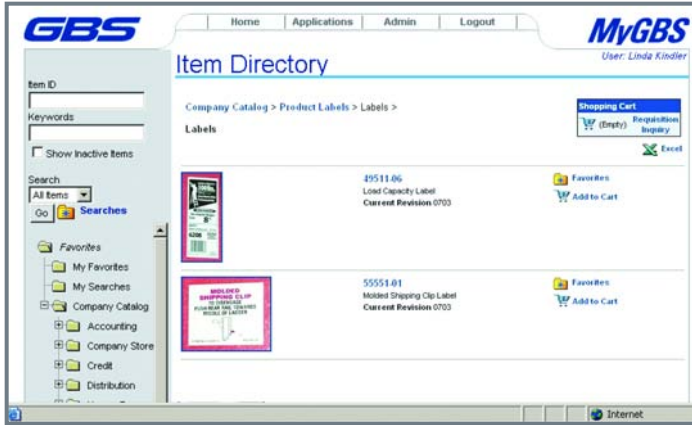 GBS
Home Applications Admin Logout
MyGBS
User: Linda Kindler
Item Directory
Item ID
Keywords
Show Inactive Items
Search
All Items
Go Searches
Favorites
My Favorites
My Searches
Company Catalog
Accounting
Company Store
Credit
Distribution
Company Catalog > Product Labels > Labels >
Labels
Shopping Cart
(Empty) Requisition Inquiry
Excel
49511-06
Load Capacity Label
Current Revision 0703
Favorites
Add to Cart
MOLDED
SHIPPING CLIP
TO DISENGAGE
55551-01
Molded Shipping Clip Label
Current Revision 0703
Favorites
Add to Cart
Internet